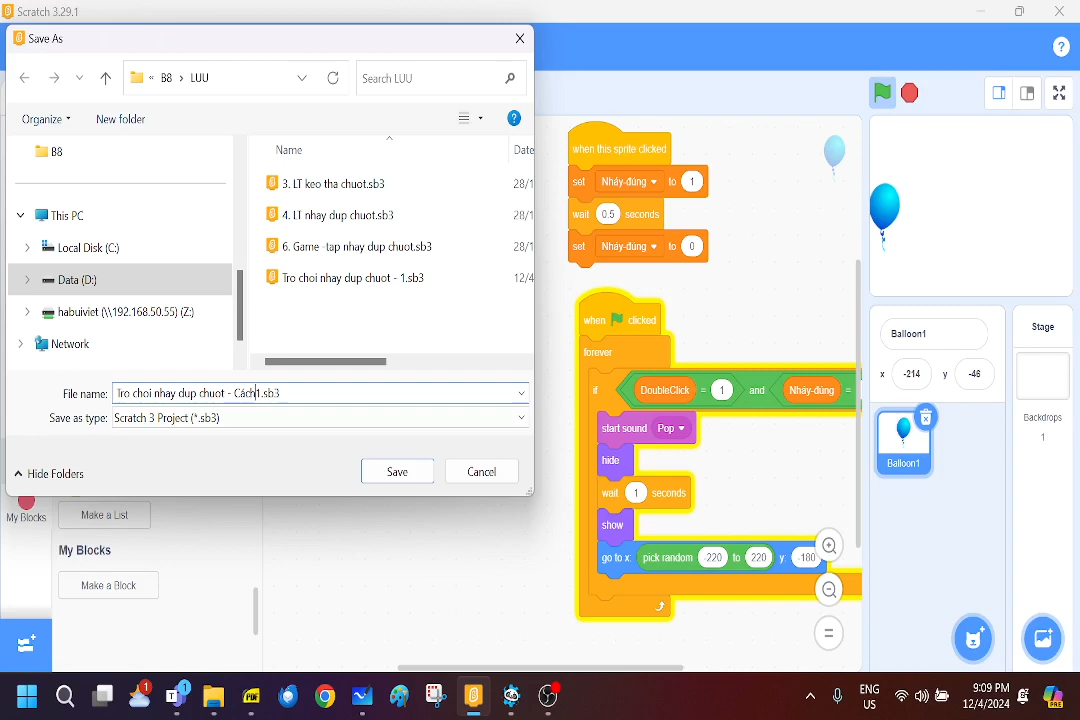 Scratch 3.29.1
Save As
« B8 › LUU
Search LUU
Organize
New folder
B8
This PC
Local Disk (C:)
Data (D:)
habuiviet (\\192.168.50.55) (Z:)
Network
Name
Date
3. LT keo tha chuot.sb3
28/1
4. LT nhay dup chuot.sb3
28/1
6. Game -tap nhay dup chuot.sb3
28/1
Tro choi nhay dup chuot - 1.sb3
12/4
File name: Tro choi nhay dup chuot - Cách1.sb3
Save as type: Scratch 3 Project (*.sb3)
Hide Folders
Save
Cancel
My Blocks
Make a List
My Blocks
Make a Block
when this sprite clicked
set Nháy-đúng to 1
wait 0.5 seconds
set Nháy-đúng to 0
when clicked
forever
if DoubleClick = 1 and Nháy-đúng =
start sound Pop
hide
wait 1 seconds
show
go to x: pick random -220 to 220 y: -180
Balloon1
x -214 y -46
Balloon1
Stage
Backdrops
1
1
1
PDF
ENG
US
9:09 PM
12/4/2024
PRE